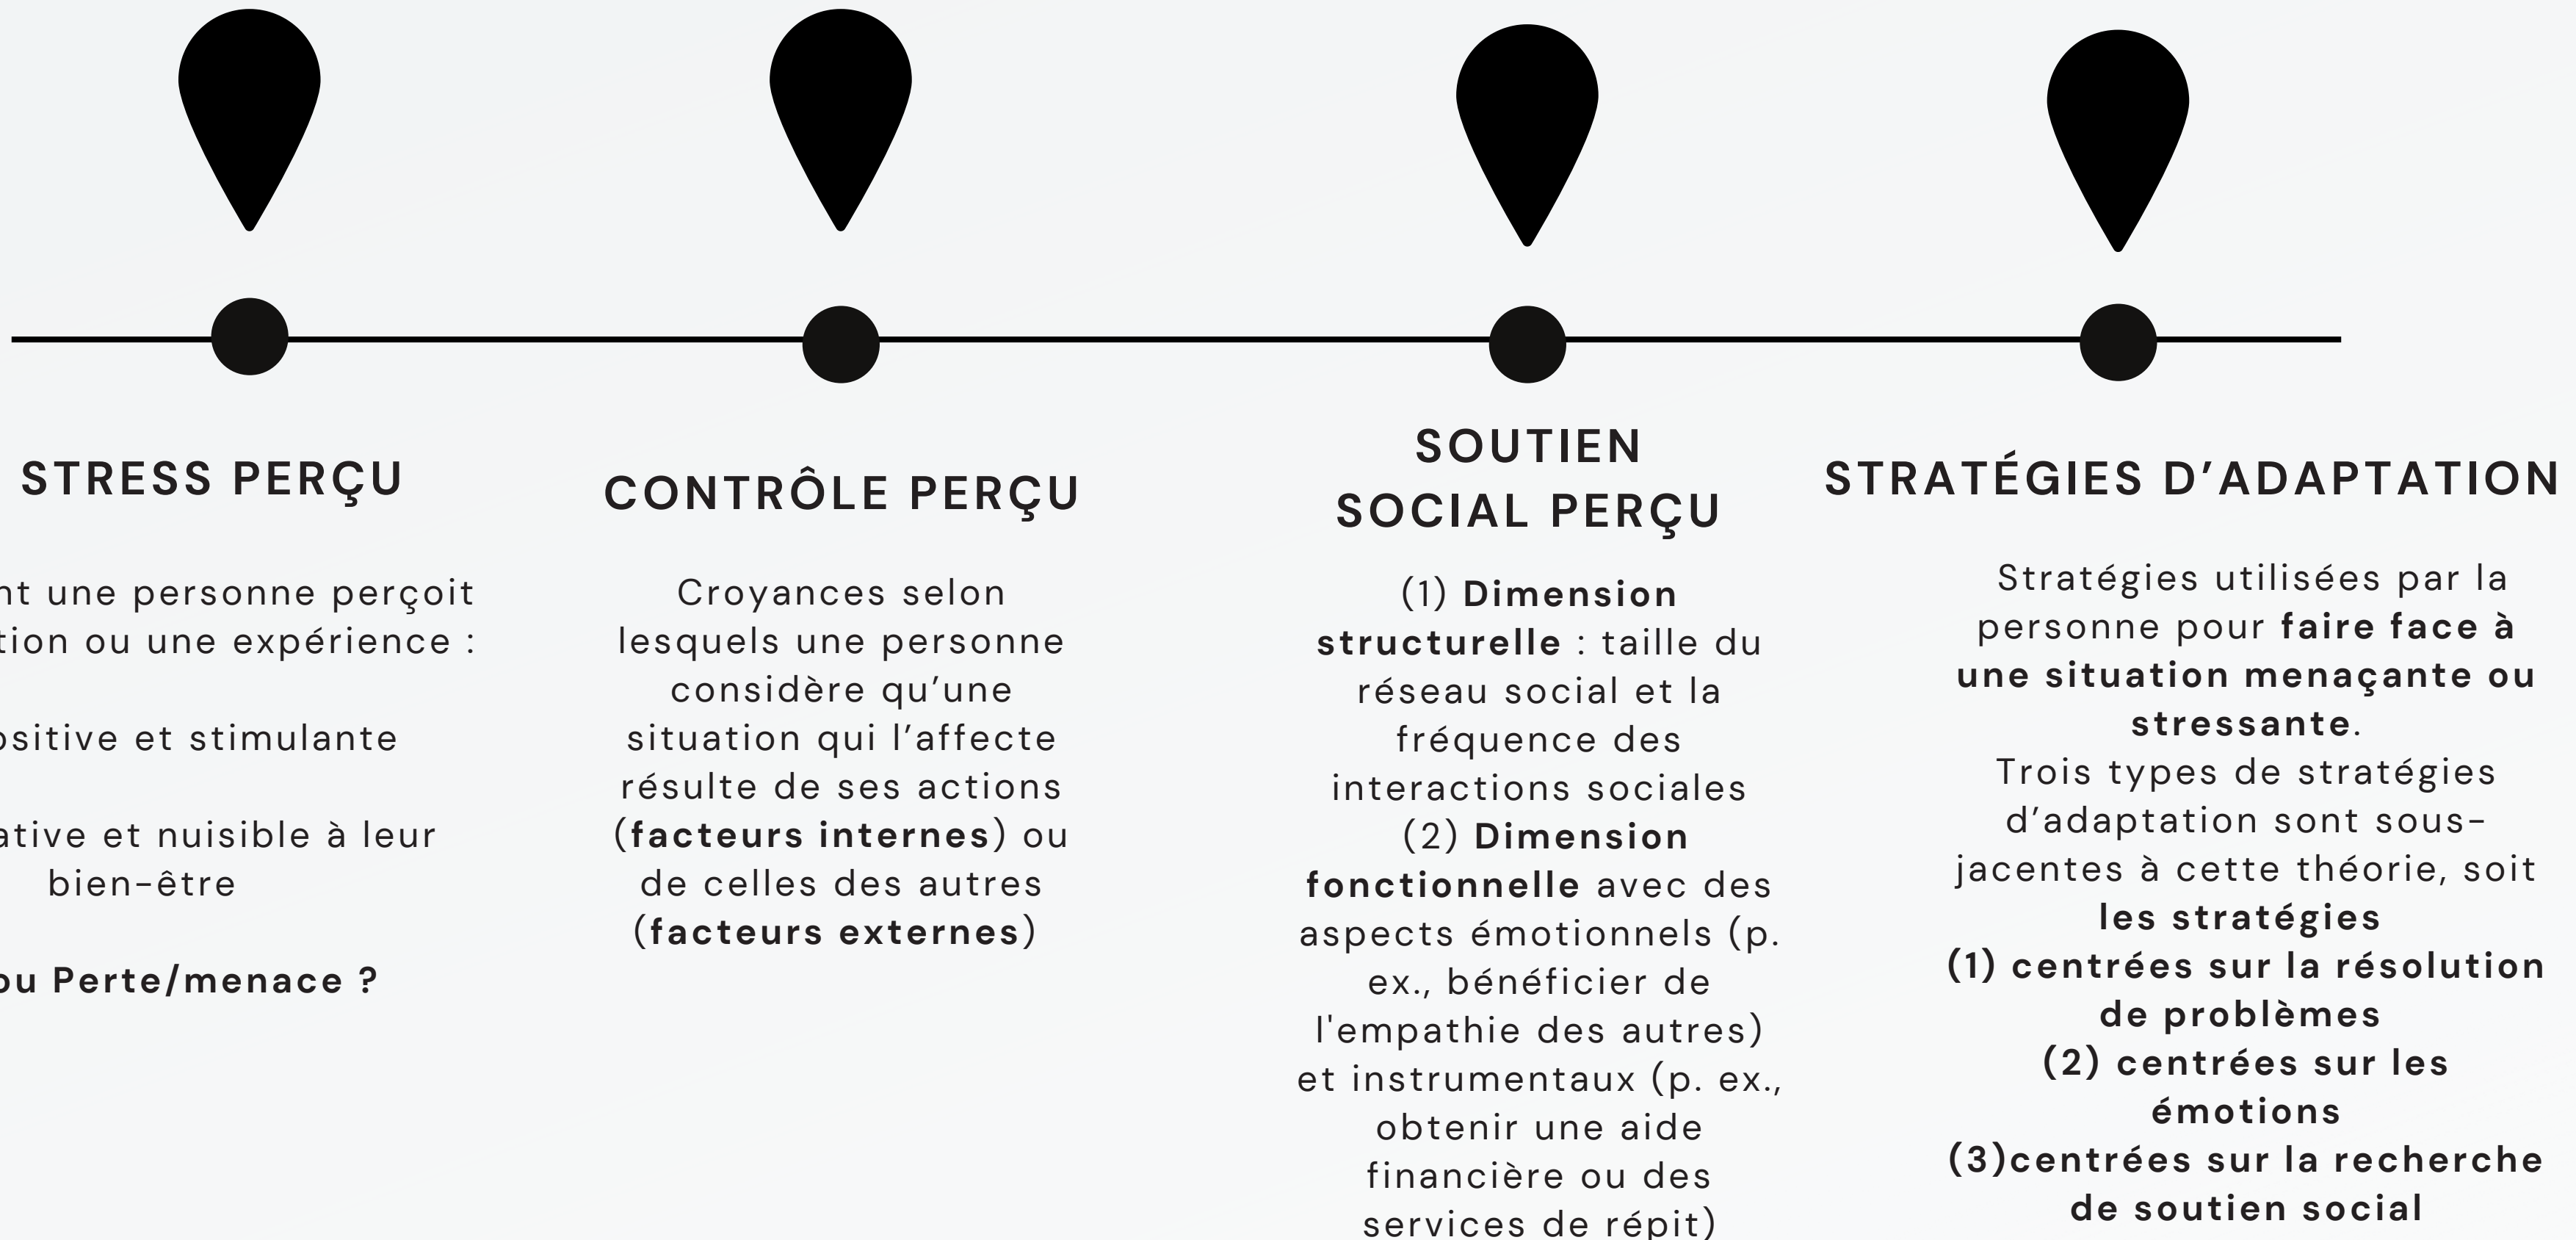 STRESS PERÇU
une personne perçoit
ou une expérience :
et stimulante
et nuisible à leur
bien-être
ou Perte/menace ?
CONTRÔLE PERÇU
Croyances selon
lesquels une personne
considère qu’une
situation qui l’affecte
résulte de ses actions
(facteurs internes) ou
de celles des autres
(facteurs externes)
SOUTIEN
SOCIAL PERÇU
(1) Dimension
structurelle : taille du
réseau social et la
fréquence des
interactions sociales
(2) Dimension
fonctionnelle avec des
aspects émotionnels (p.
ex., bénéficier de
l'empathie des autres)
et instrumentaux (p. ex.,
obtenir une aide
financière ou des
services de répit)
STRATÉGIES D’ADAPTATION
Stratégies utilisées par la
personne pour faire face à
une situation menaçante ou
stressante.
Trois types de stratégies
d’adaptation sont sous-
jacentes à cette théorie, soit
les stratégies
(1) centrées sur la résolution
de problèmes
(2) centrées sur les
émotions
(3)centrées sur la recherche
de soutien social